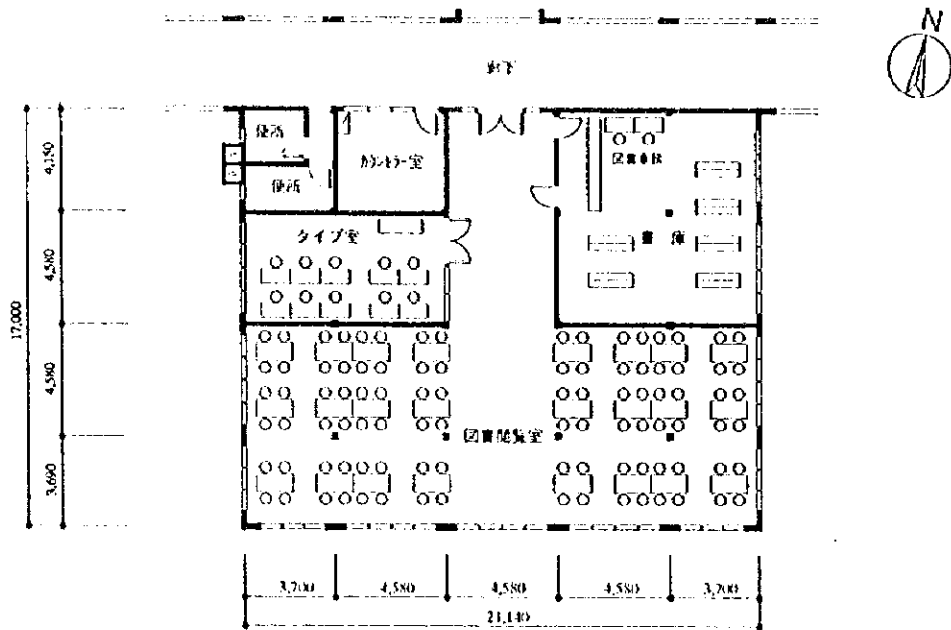 N
廊下
便所
便所
カウンセラー室
図書事務
タイプ室
書庫
図書閲覧室
4,150
4,580
4,580
3,690
17,000
3,700
4,580
4,580
4,580
3,700
21,140